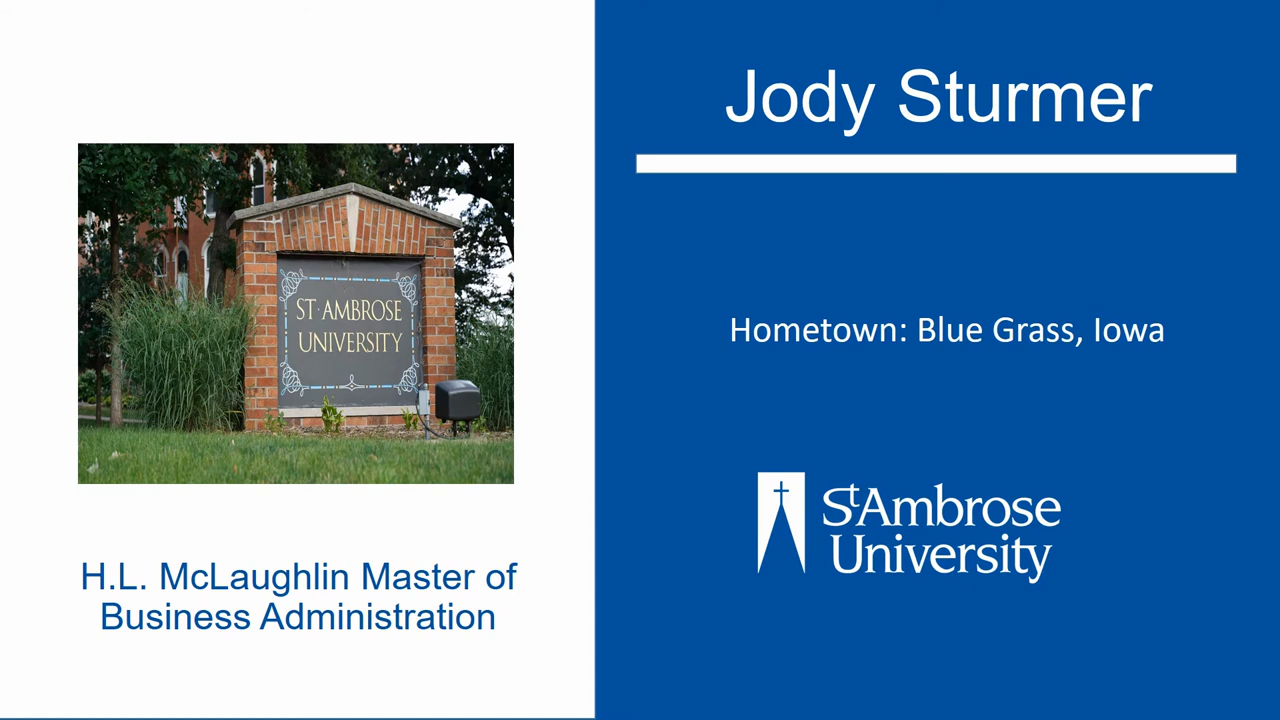 ST·AMBROSE
UNIVERSITY
H.L. McLaughlin Master of
Business Administration
Jody Sturmer
Hometown: Blue Grass, Iowa
St Ambrose
University